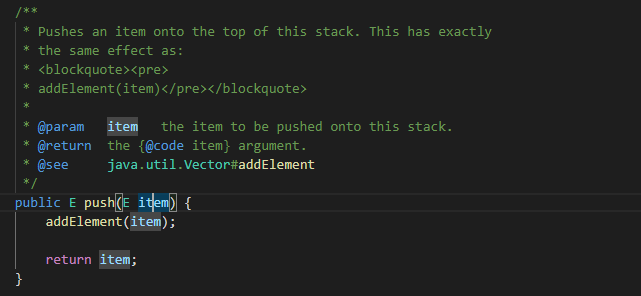 /**
* Pushes an item onto the top of this stack. This has exactly
* the same effect as:
* <blockquote><pre>
* addElement(item)</pre></blockquote>
*
* @param   item   the item to be pushed onto this stack.
* @return  the {@code item} argument.
* @see     java.util.Vector#addElement
*/
public E push(E item) {
    addElement(item);
    return item;
}